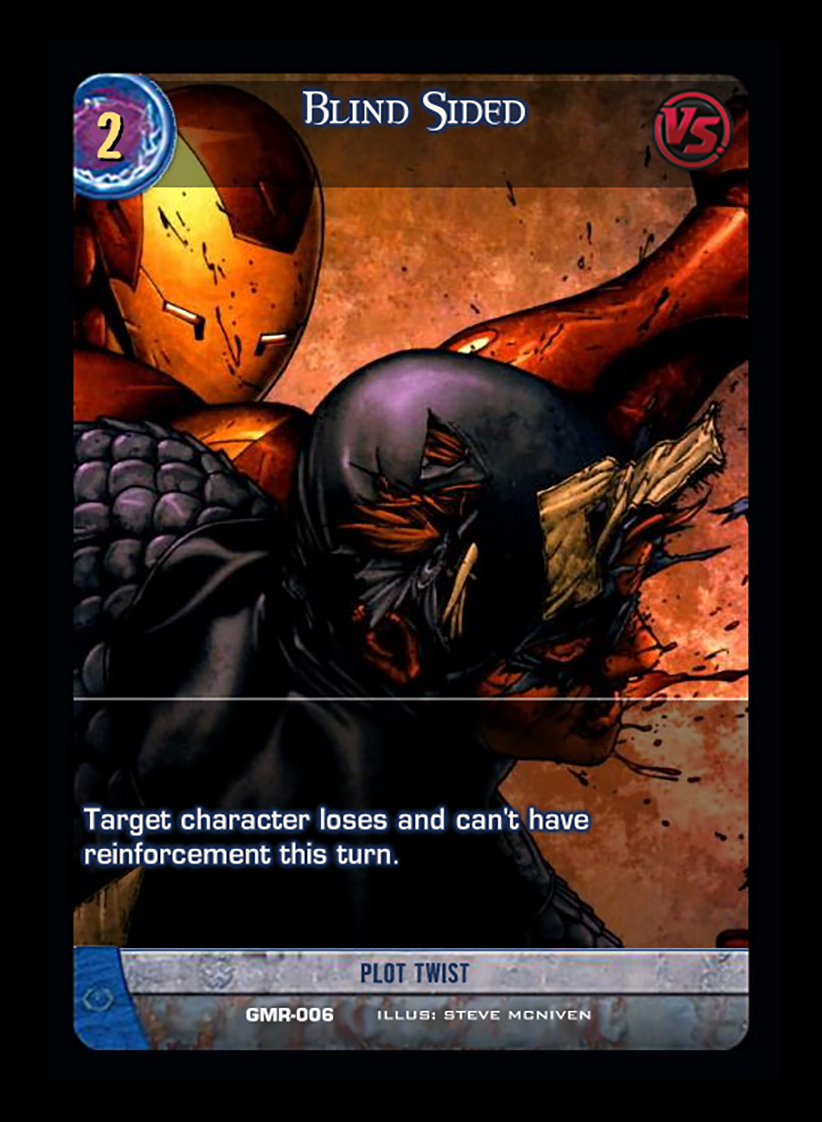 2
Blind Sided
VS.
Target character loses and can't have
reinforcement this turn.
PLOT TWIST
GMR-006 ILLUS: STEVE MCNIVEN